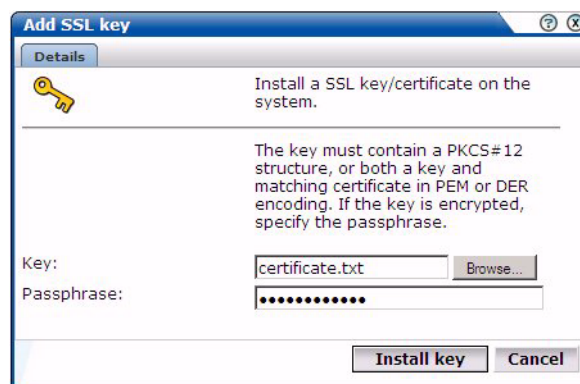 Add SSL key
Details
Install a SSL key/certificate on the
system.
The key must contain a PKCS#12
structure, or both a key and
matching certificate in PEM or DER
encoding. If the key is encrypted,
specify the passphrase.
Key:
certificate.txt
Browse...
Passphrase:
••••••••••••
Install key
Cancel